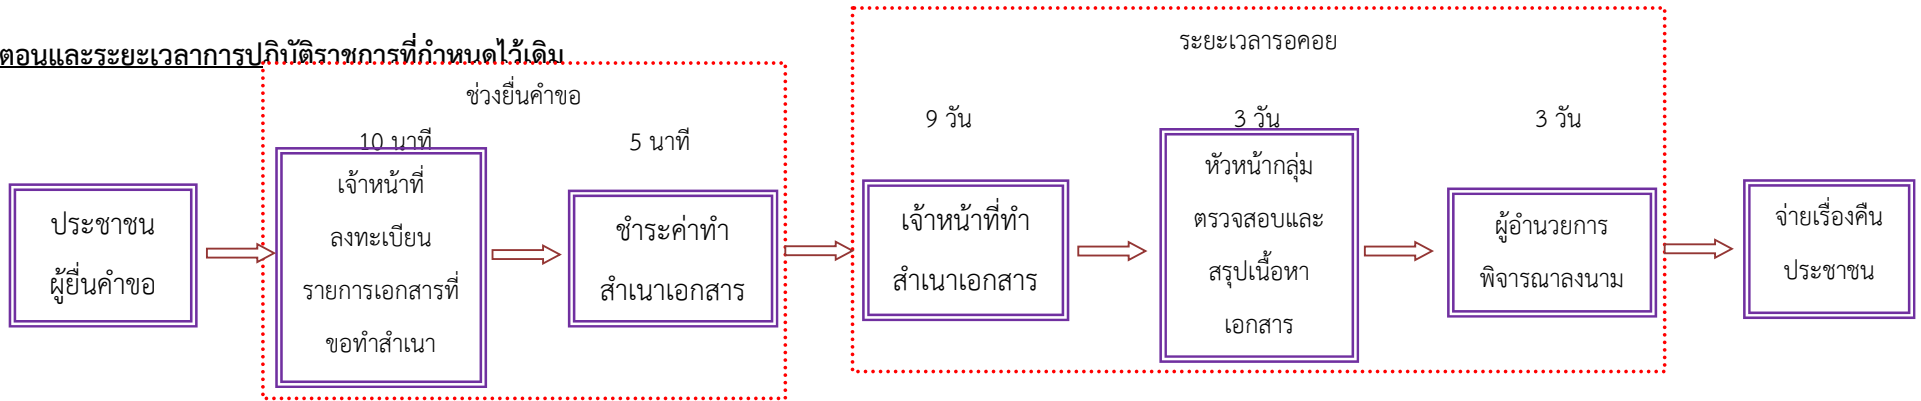 ตอนและระยะเวลาการปฏิบัติราชการที่กำหนดไว้เดิม
ช่วงยื่นคำขอ
ระยะเวลารอคอย
10 นาที
5 นาที
9 วัน
3 วัน
3 วัน
ประชาชน
ผู้ยื่นคำขอ
เจ้าหน้าที่
ลงทะเบียน
รายการเอกสารที่
ขอทำสำเนา
ชำระค่าทำ
สำเนาเอกสาร
เจ้าหน้าที่ทำ
สำเนาเอกสาร
หัวหน้ากลุ่ม
ตรวจสอบและ
สรุปเนื้อหา
เอกสาร
ผู้อำนวยการ
พิจารณาลงนาม
จ่ายเรื่องคืน
ประชาชน